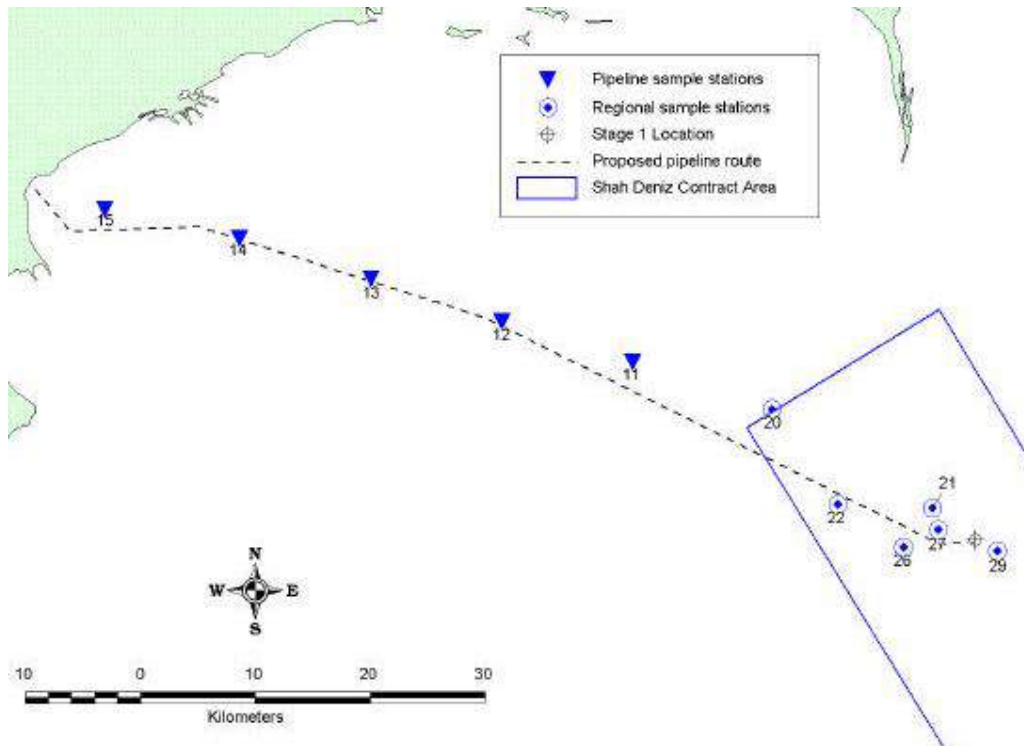 Pipeline sample stations
Regional sample stations
Stage 1 Location
Proposed pipeline route
Shah Deniz Contract Area
15
14
13
12
11
20
21
22
27
26
29
N
W E
S
10 0 10 20 30
Kilometers